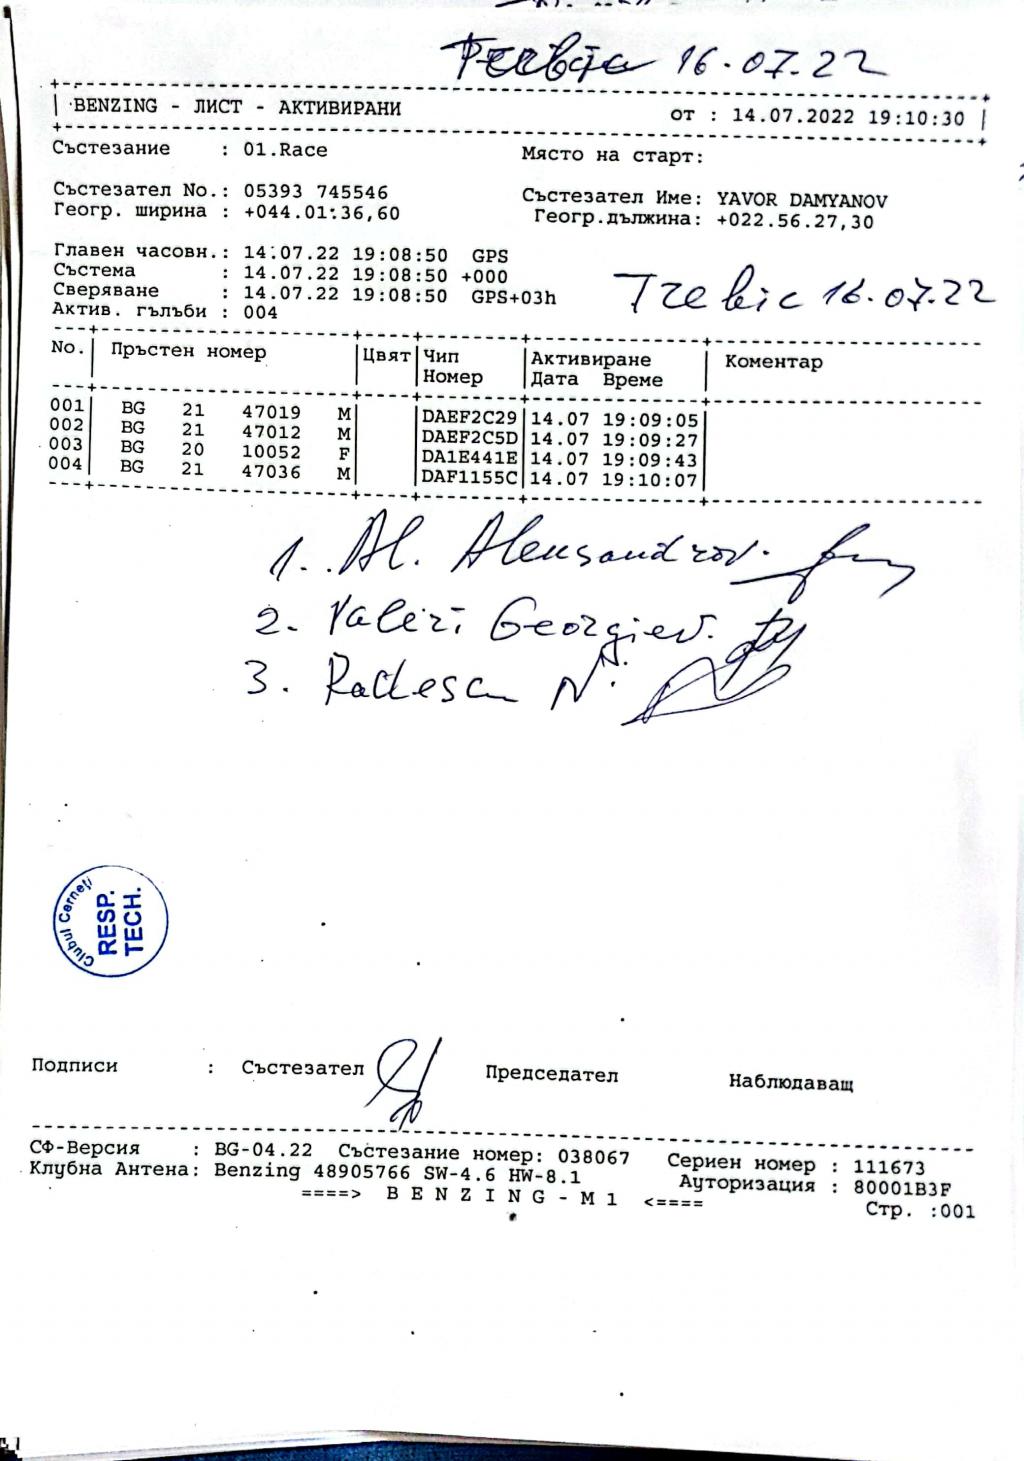 16.07.22
BENZING - ЛИСТ - АКТИВИРАНИ от : 14.07.2022 19:10:30
Състезание : 01.Race Място на старт:
Състезател No.: 05393 745546 Състезател Име: YAVOR DAMYANOV
Геогр. ширина : +044.01:36,60 Геогр.дължина: +022.56.27,30
Главен часовн.: 14.07.22 19:08:50 GPS
Система : 14.07.22 19:08:50 +000
Сверяване : 14.07.22 19:08:50 GPS+03h
Trebic 16.07.22
Актив. гълъби : 004
No. Пръстен номер Цвят Чип Номер Активиране Дата Време Коментар
001 BG 21 47019 M DAEF2C29 14.07 19:09:05
002 BG 21 47012 M DAEF2C5D 14.07 19:09:27
003 BG 20 10052 F DA1E441E 14.07 19:09:43
004 BG 21 47036 M DAF1155C 14.07 19:10:07
1. Al. Aleksandrov.
2. Valeri Georgiev.
3. Radescu N.
Clubul Cerneți
RESP.
TECH.
Подписи : Състезател Председател Наблюдаващ
СФ-Версия : BG-04.22 Състезание номер: 038067 Сериен номер : 111673
Клубна Антена: Benzing 48905766 SW-4.6 HW-8.1 Ауторизация : 80001B3F
====> B E N Z I N G - M 1 <====
Стр. :001